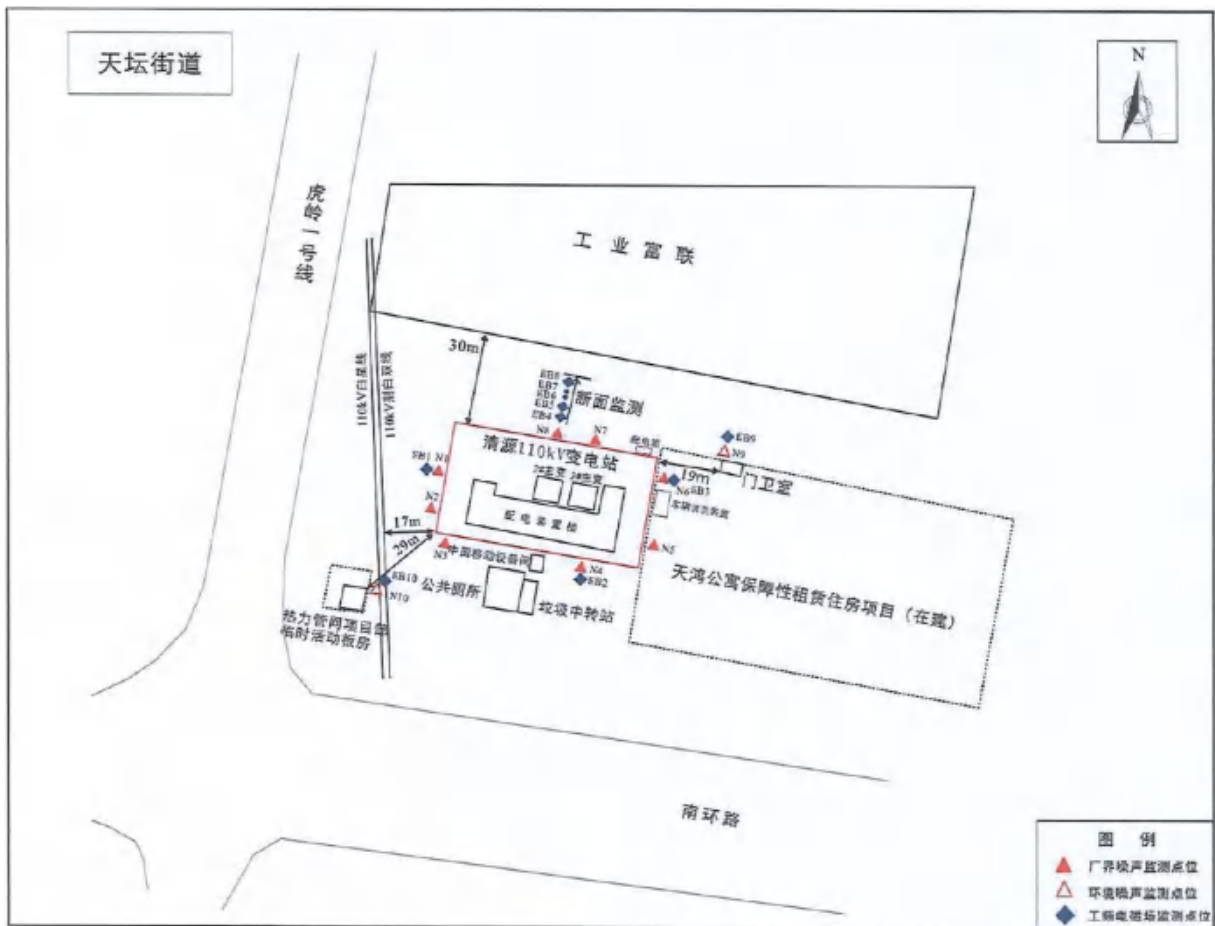 天坛街道
N
虎岭一号线
工业富联
110kV白星线
110kV荆白双线
30m
EB8
EB7
EB6
EB5
EB4
断面监测
N8
N7
配电室
EB9
N9
清源110kV变电站
EB1
N1
2#主变
3#主变
19m
门卫室
N6
EB3
N2
配电装置楼
17m
29m
N3
中国移动设备间
N4
N5
EB10
公共厕所
EB2
天鸿公寓保障性租赁住房项目（在建）
N10
垃圾中转站
热力管网项目部
临时活动板房
南环路
图 例
厂界噪声监测点位
环境噪声监测点位
工频电磁场监测点位